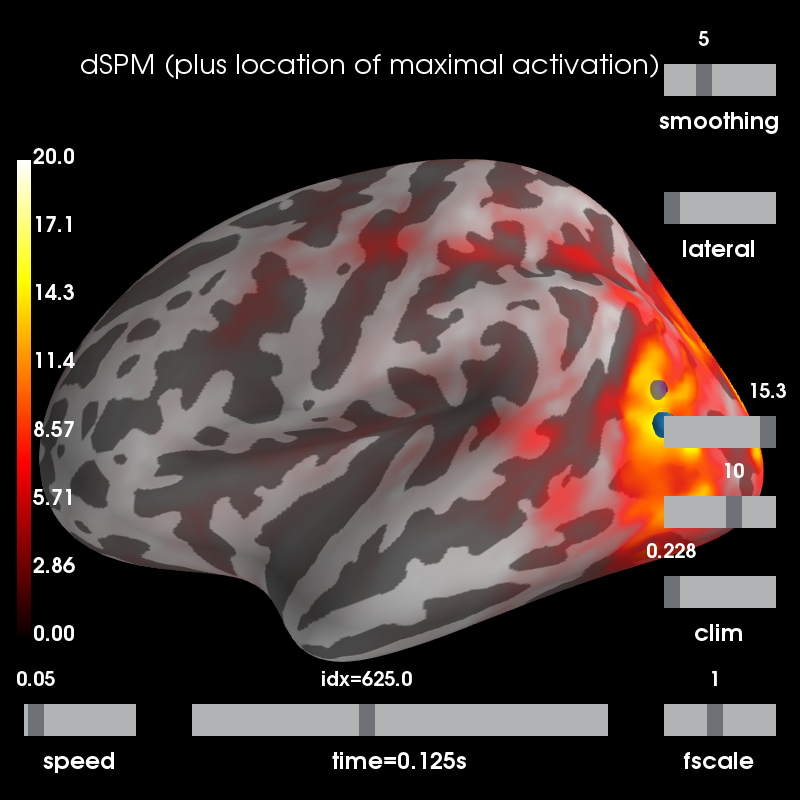 5
dSPM (plus location of maximal activation)
smoothing
20.0
17.1
lateral
14.3
11.4
15.3
8.57
10
5.71
0.228
2.86
0.00
clim
0.05
idx=625.0
1
speed
time=0.125s
fscale